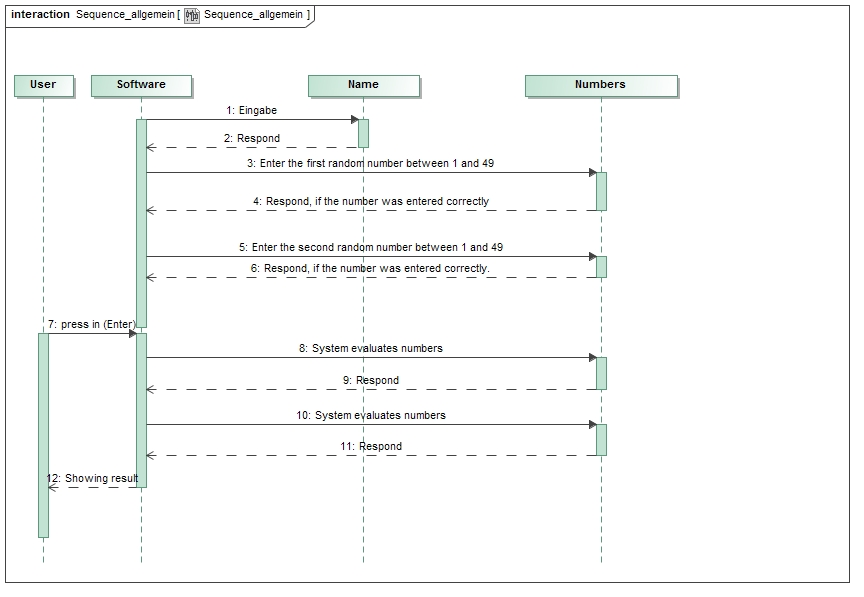 interaction Sequence_allgemein [ Sequence_allgemein ]
User Software Name Numbers
1: Eingabe
2: Respond
3: Enter the first random number between 1 and 49
4: Respond, if the number was entered correctly
5: Enter the second random number between 1 and 49
6: Respond, if the number was entered correctly.
7: press in (Enter)
8: System evaluates numbers
9: Respond
10: System evaluates numbers
11: Respond
12: Showing result